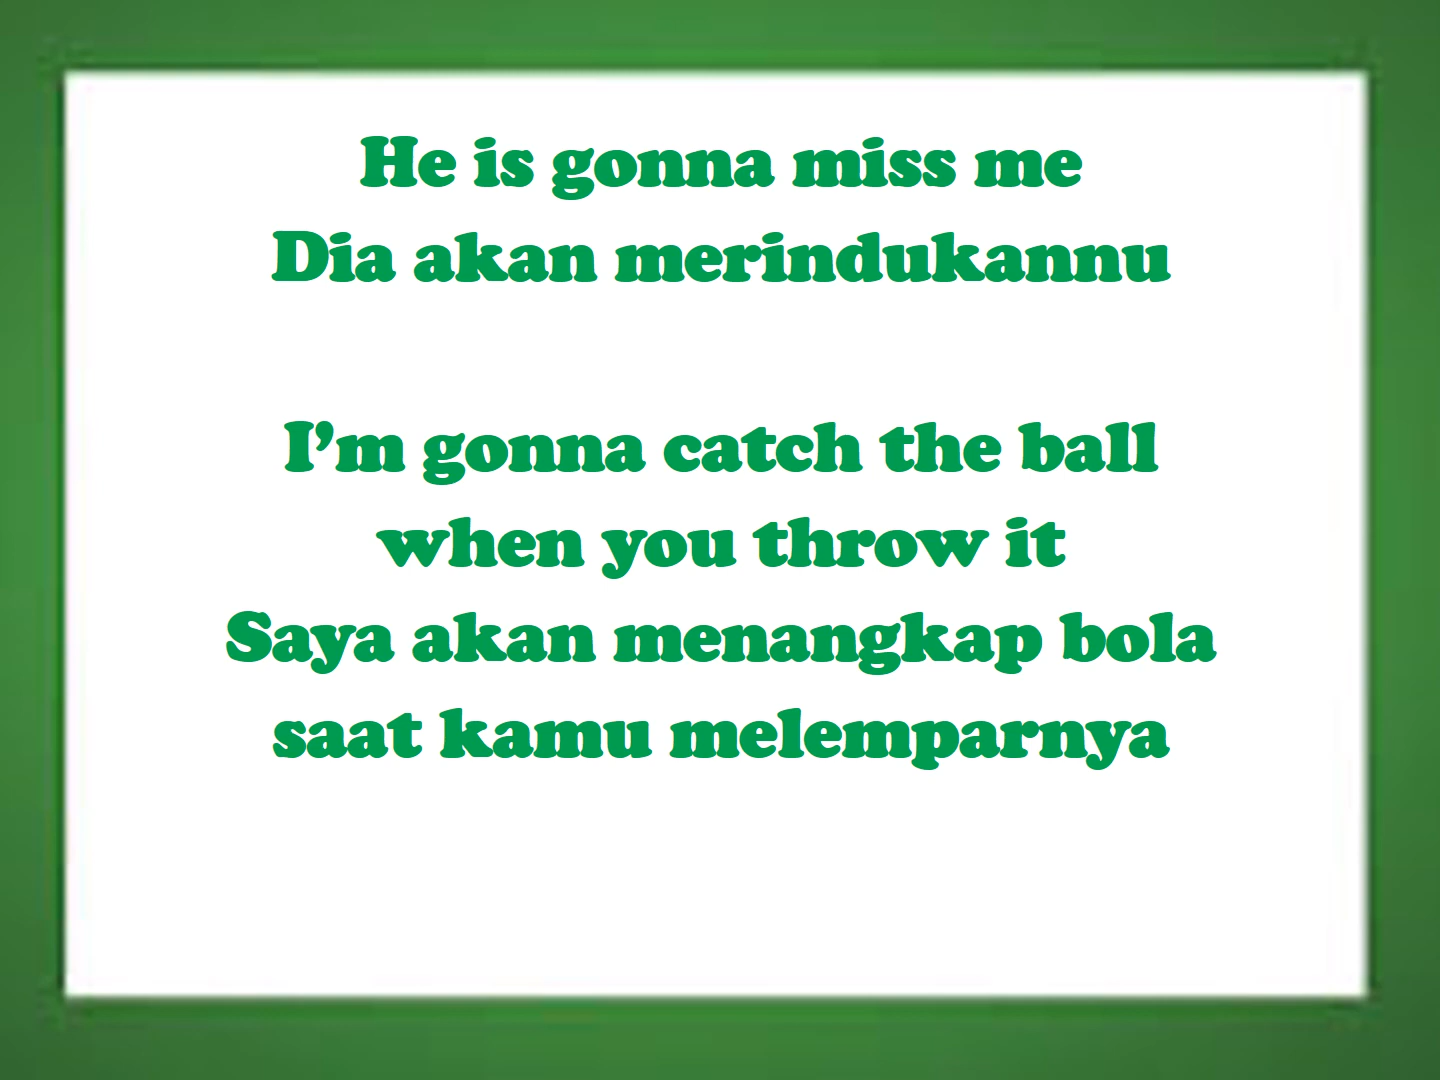 He is gonna miss me
Dia akan merindukannu
I’m gonna catch the ball
when you throw it
Saya akan menangkap bola
saat kamu melemparnya